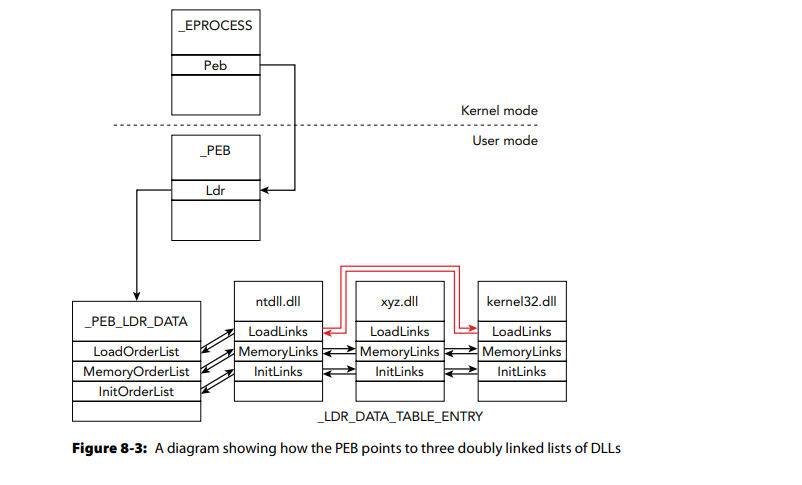 _EPROCESS
Peb
Kernel mode
User mode
_PEB
Ldr
ntdll.dll
xyz.dll
kernel32.dll
_PEB_LDR_DATA
LoadLinks
LoadLinks
LoadLinks
LoadOrderList
MemoryLinks
MemoryLinks
MemoryLinks
MemoryOrderList
InitLinks
InitLinks
InitLinks
InitOrderList
_LDR_DATA_TABLE_ENTRY
Figure 8-3: A diagram showing how the PEB points to three doubly linked lists of DLLs